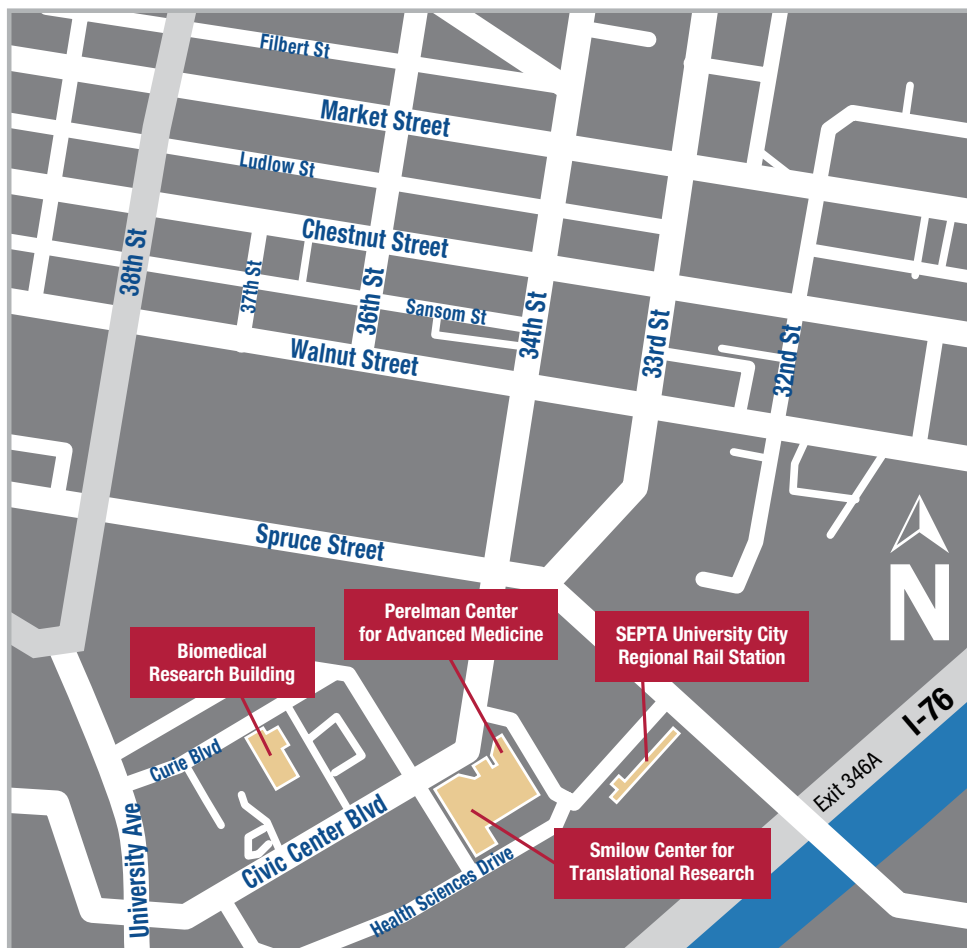 Filbert St
Market Street
Ludlow St
Chestnut Street
38th St
37th St
36th St
Sansom St
34th St
33rd St
32nd St
Walnut Street
Spruce Street
N
Perelman Center
for Advanced Medicine
SEPTA University City
Regional Rail Station
Biomedical
Research Building
I-76
Exit 346A
Curie Blvd
University Ave
Civic Center Blvd
Health Sciences Drive
Smilow Center for
Translational Research